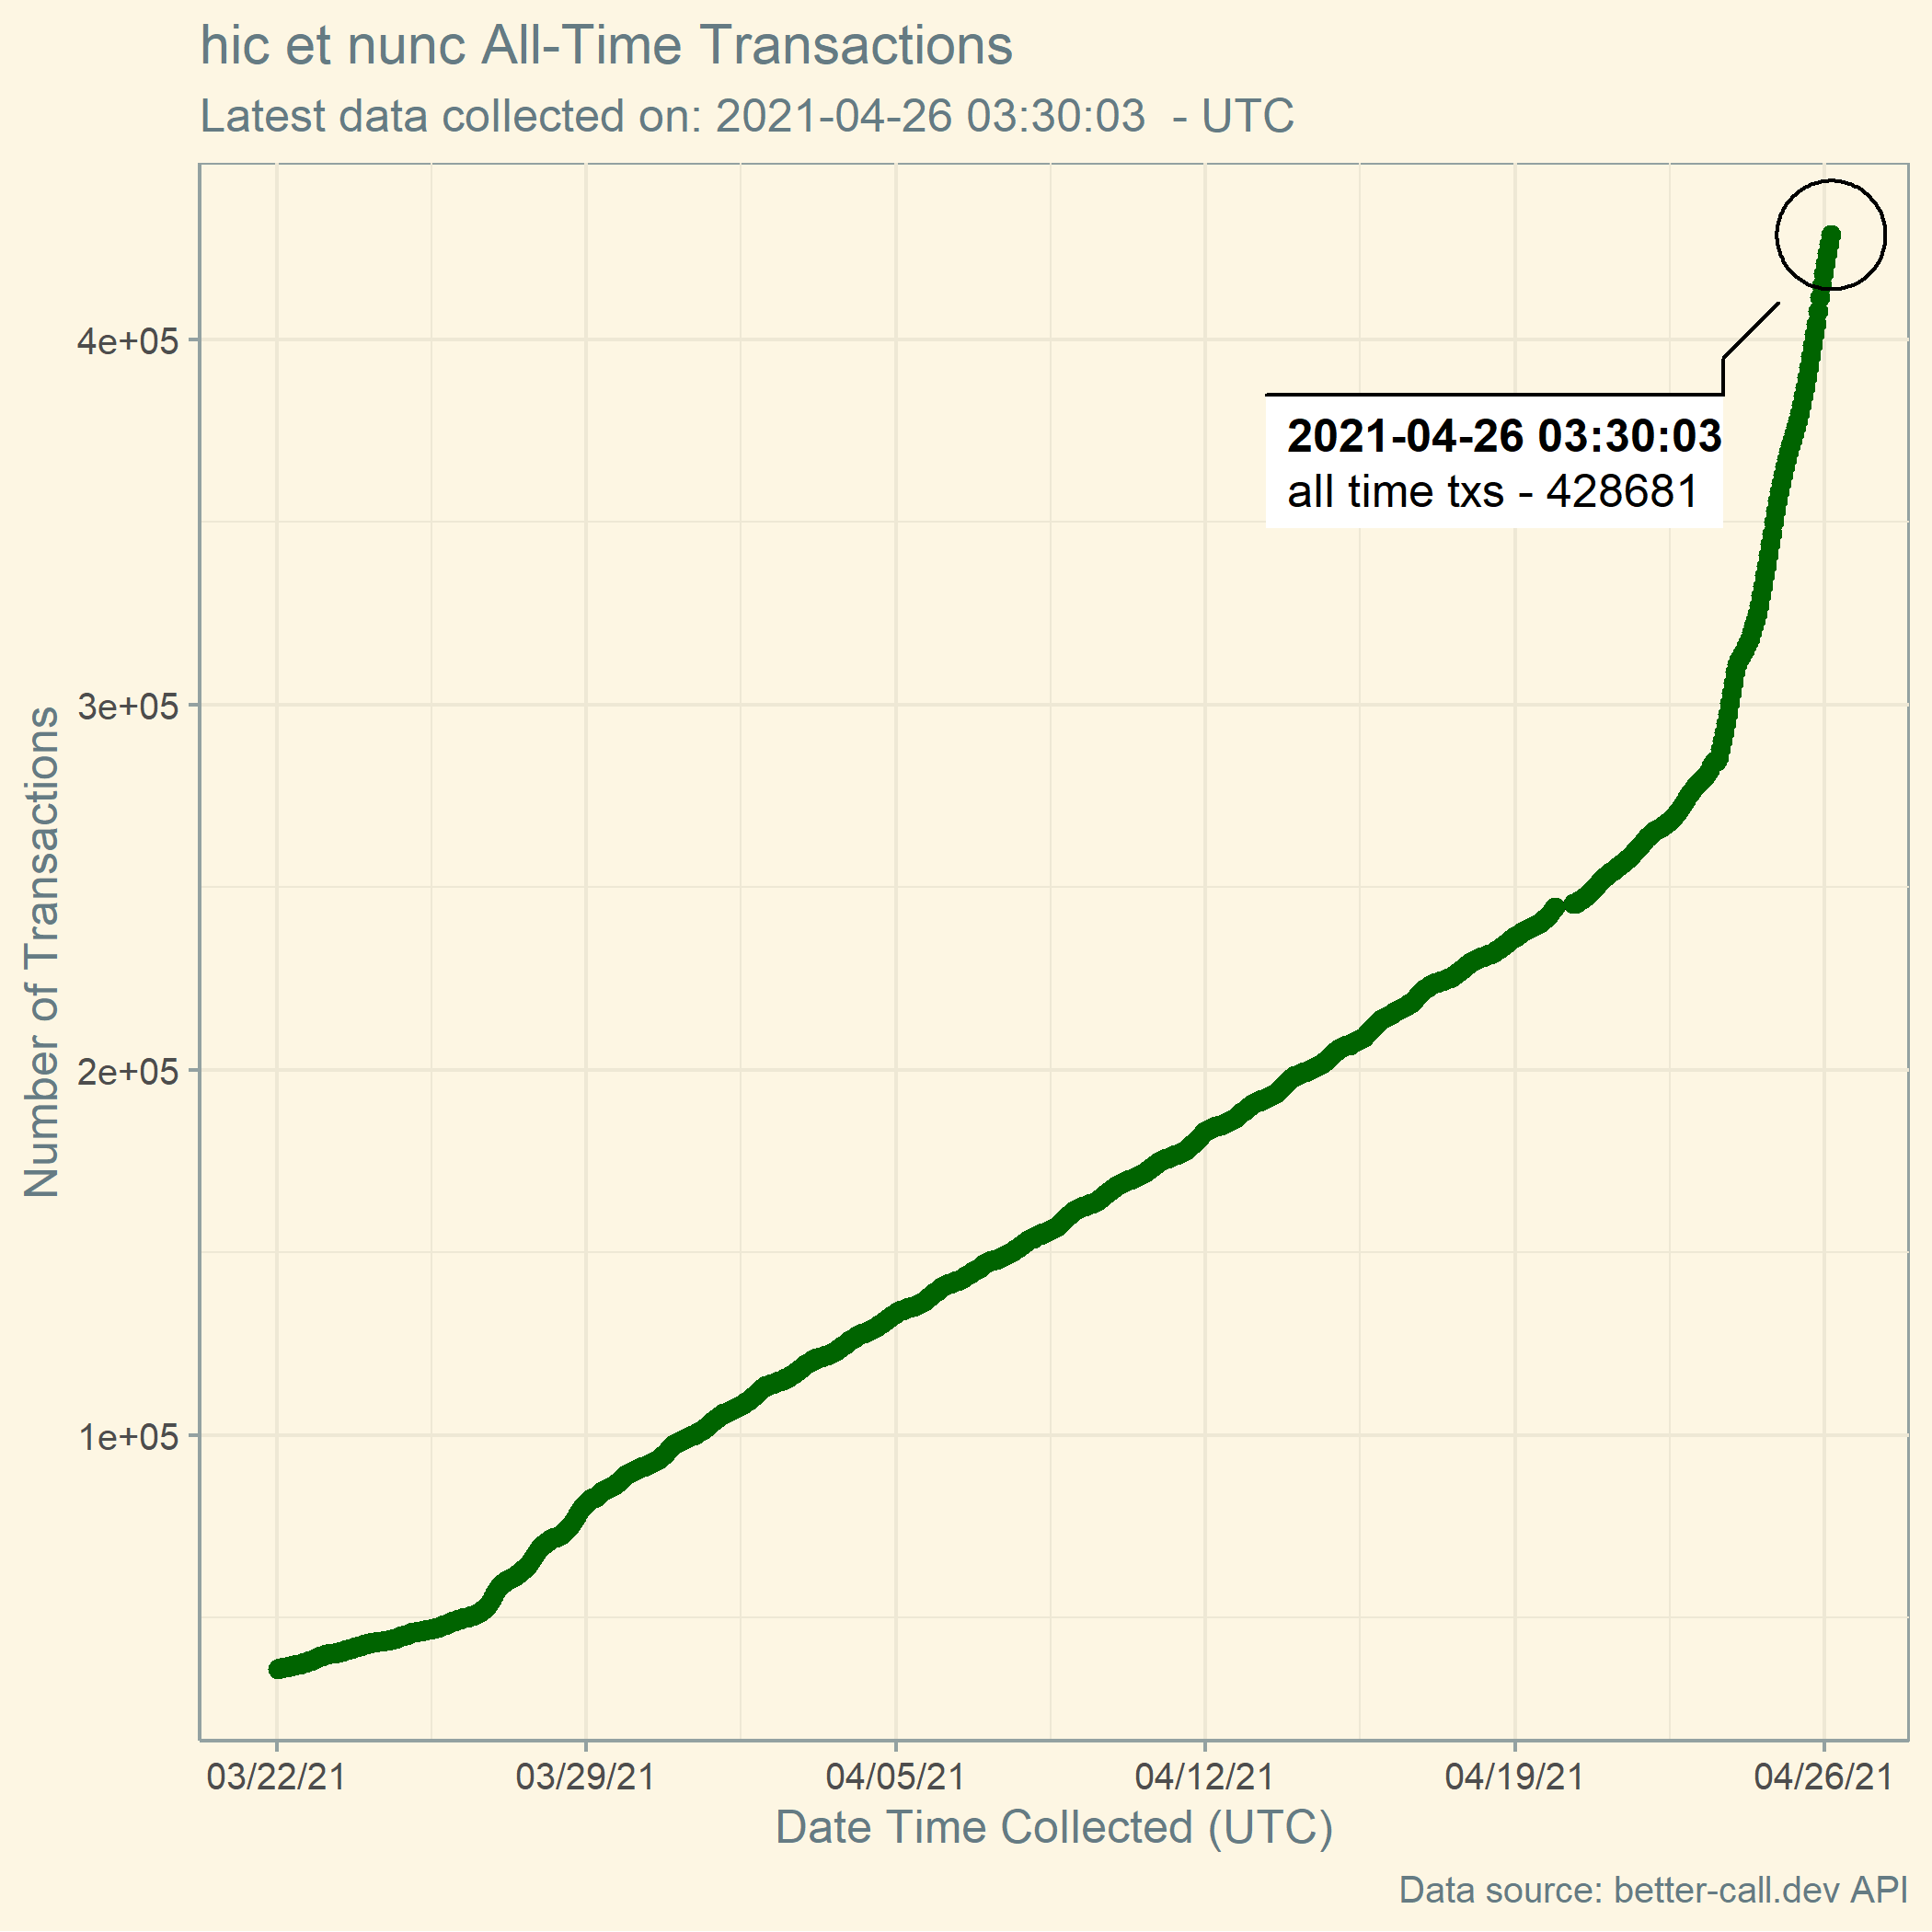 hic et nunc All-Time Transactions
Latest data collected on: 2021-04-26 03:30:03  - UTC
Number of Transactions
4e+05
3e+05
2e+05
1e+05
2021-04-26 03:30:03
all time txs - 428681
03/22/21 03/29/21 04/05/21 04/12/21 04/19/21 04/26/21
Date Time Collected (UTC)
Data source: better-call.dev API